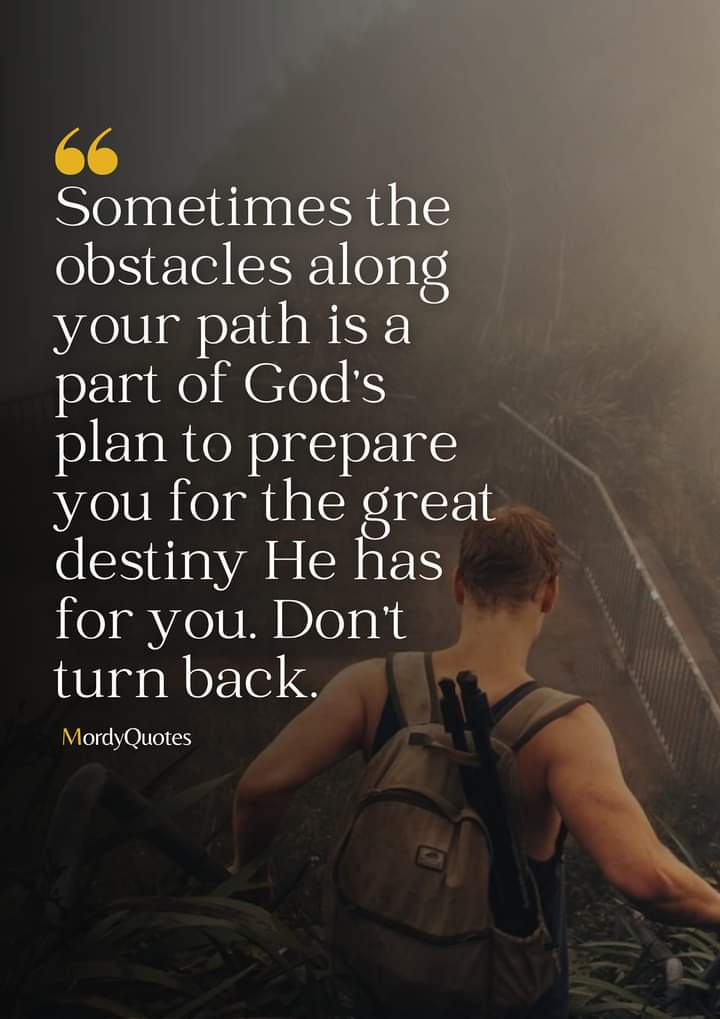 “
Sometimes the
obstacles along
your path is a
part of God's
plan to prepare
you for the great
destiny He has
for you. Don't
turn back.
MordyQuotes